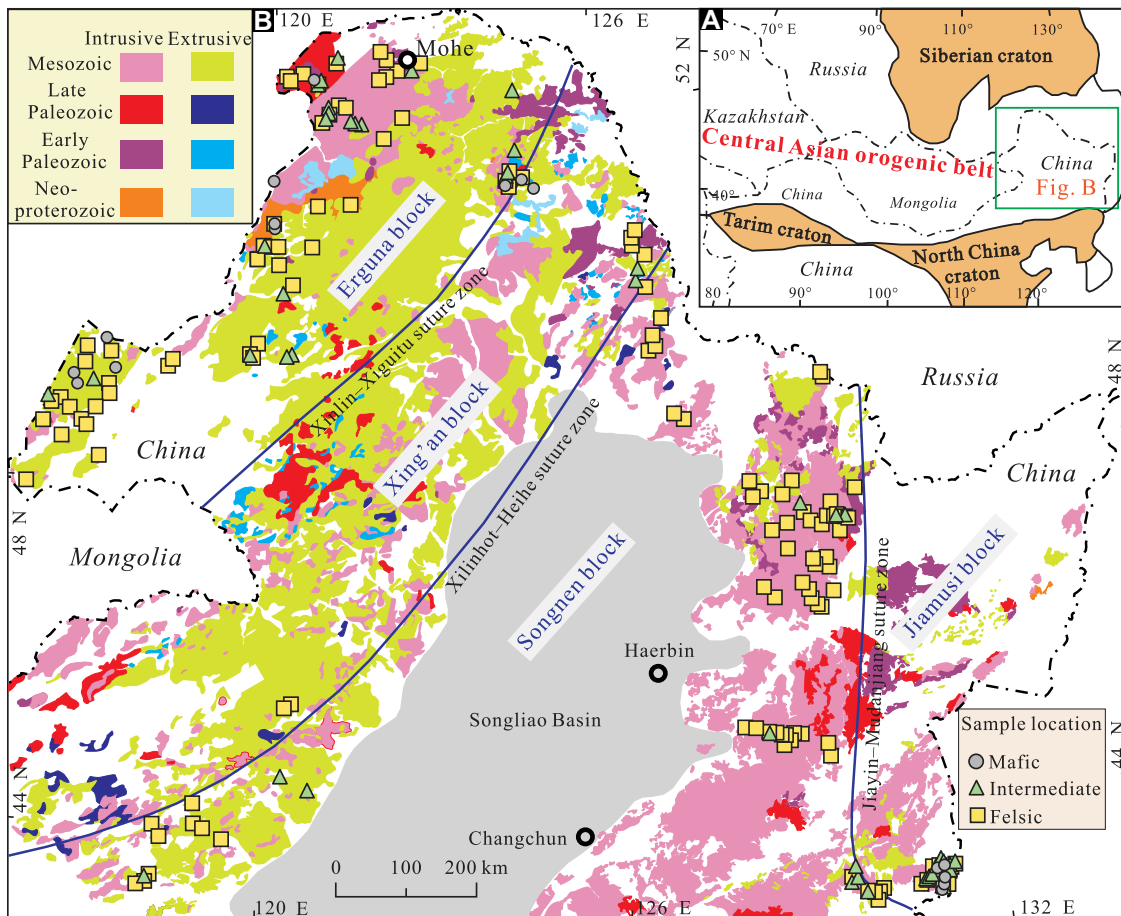 Intrusive Extrusive
Mesozoic
Late
Paleozoic
Early
Paleozoic
Neo-
proterozoic
B
120 E
126 E
Mohe
52 N
A
70° E
90°
110°
130°
50° N
Russia
Siberian craton
Kazakhstan
Central Asian orogenic belt
China
Fig. B
40°
China
Mongolia
Tarim craton
North China
craton
China
80
90°
100°
110°
120°
Erguna block
Xinlin–Xiguitu suture zone
Xing' an block
Xilinhot–Heihe suture zone
China
Mongolia
48 N
48 N
Russia
China
Songnen block
Jiamusi block
Jiayin–Mudanjiang suture zone
Haerbin
Songliao Basin
Changchun
0 100 200 km
44 N
44 N
Sample location
Mafic
Intermediate
Felsic
120 E
126 E
132 E